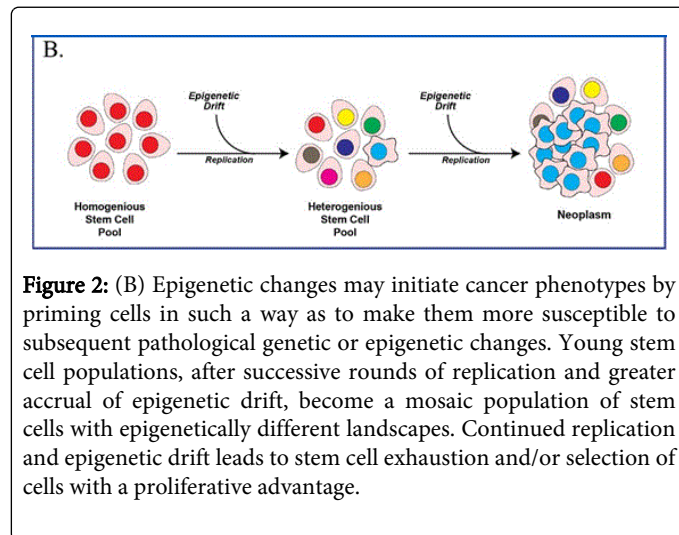 B.
Epigenetic
Drift
Replication
Epigenetic
Drift
Replication
Homogenious
Stem Cell
Pool
Heterogenious
Stem Cell
Pool
Neoplasm
Figure 2: (B) Epigenetic changes may initiate cancer phenotypes by
priming cells in such a way as to make them more susceptible to
subsequent pathological genetic or epigenetic changes. Young stem
cell populations, after successive rounds of replication and greater
accrual of epigenetic drift, become a mosaic population of stem
cells with epigenetically different landscapes. Continued replication
and epigenetic drift leads to stem cell exhaustion and/or selection of
cells with a proliferative advantage.